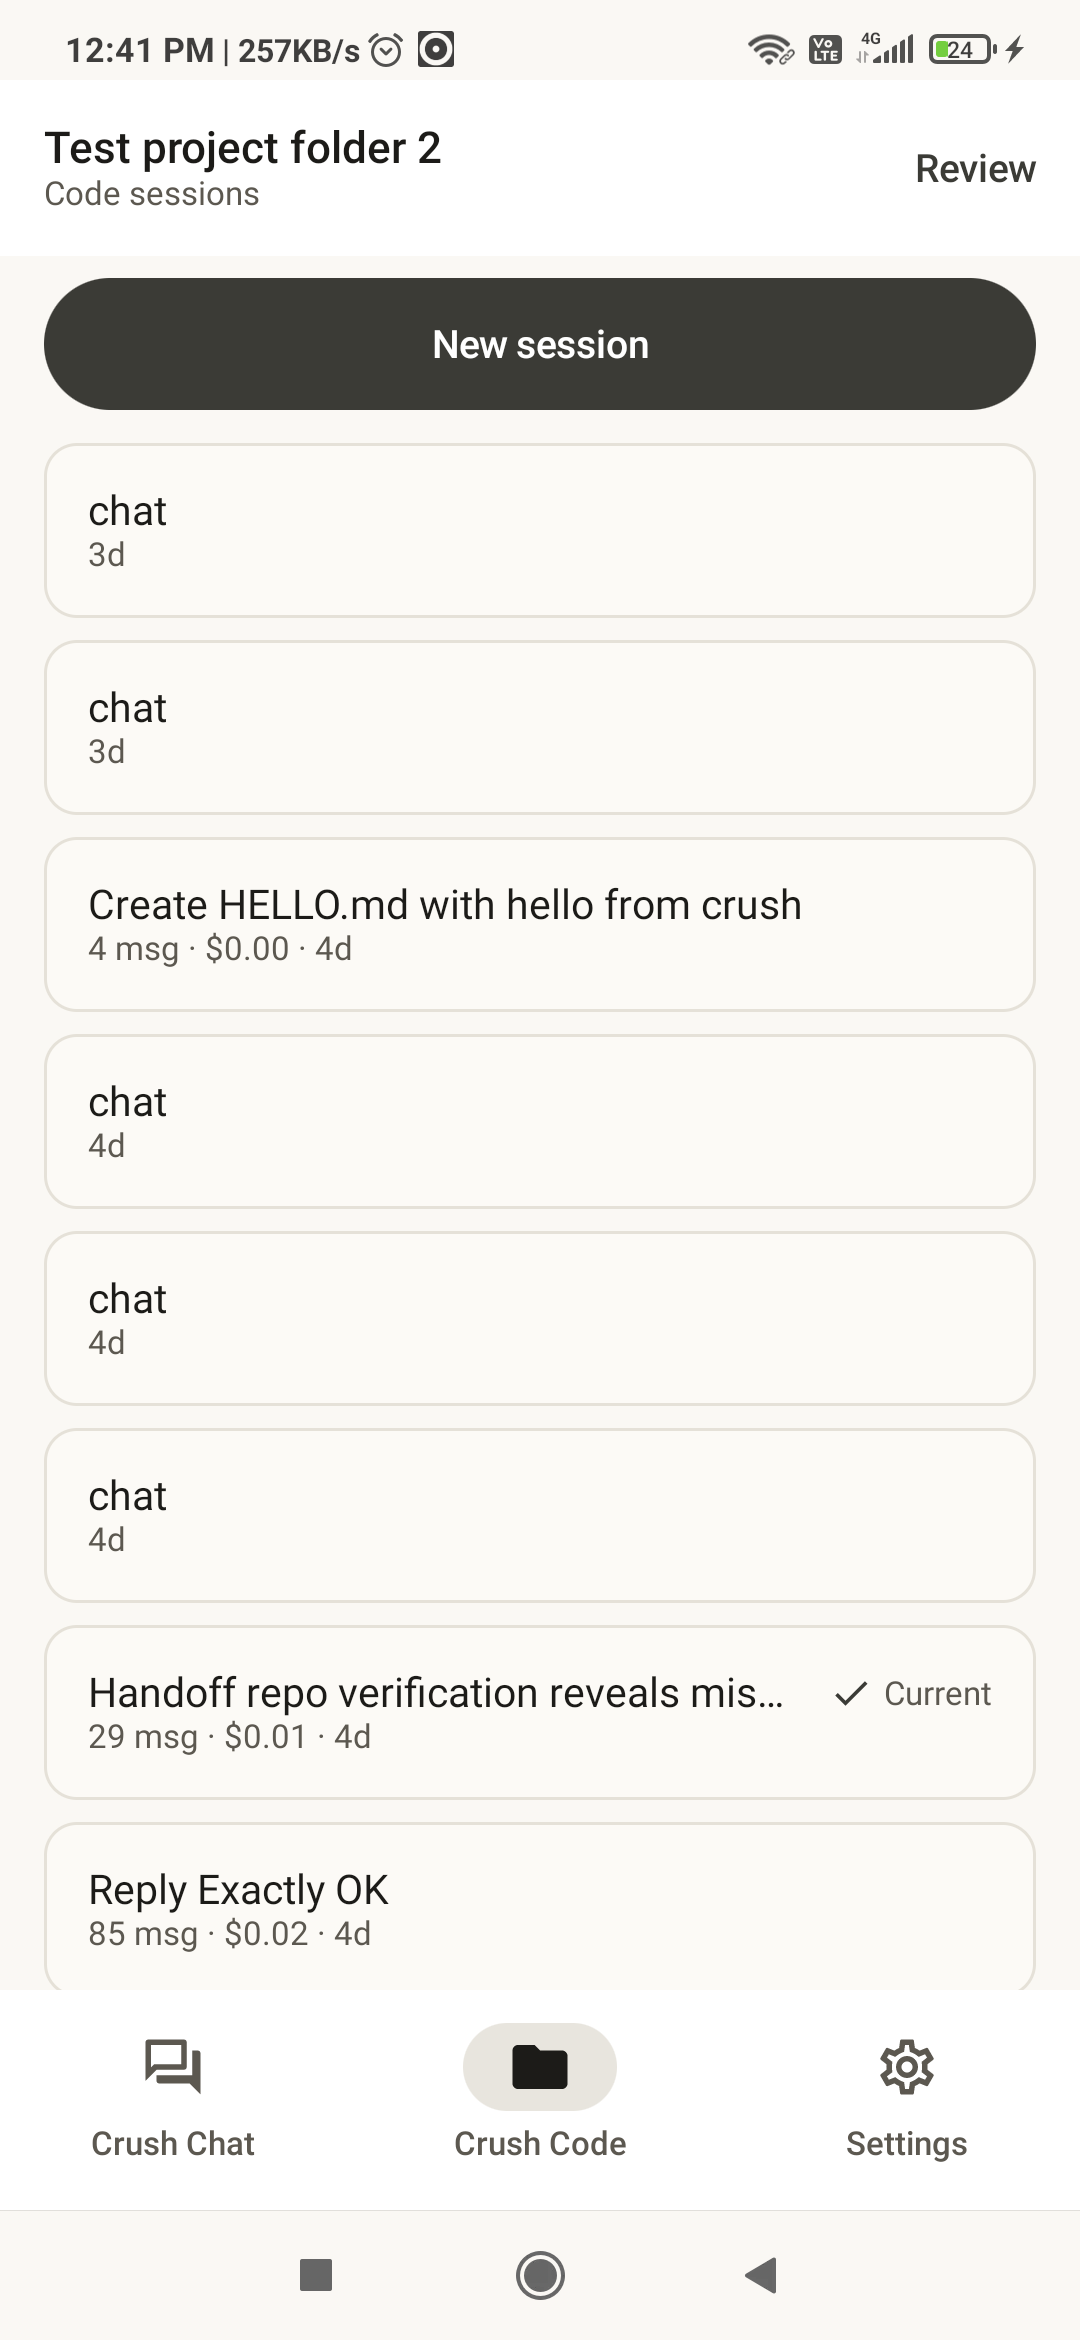 12:41 PM | 257KB/s
Vo LTE 4G 24
Test project folder 2
Code sessions
Review
New session
chat
3d
chat
3d
Create HELLO.md with hello from crush
4 msg · $0.00 · 4d
chat
4d
chat
4d
chat
4d
Handoff repo verification reveals mis...
Current
29 msg · $0.01 · 4d
Reply Exactly OK
85 msg · $0.02 · 4d
Crush Chat
Crush Code
Settings